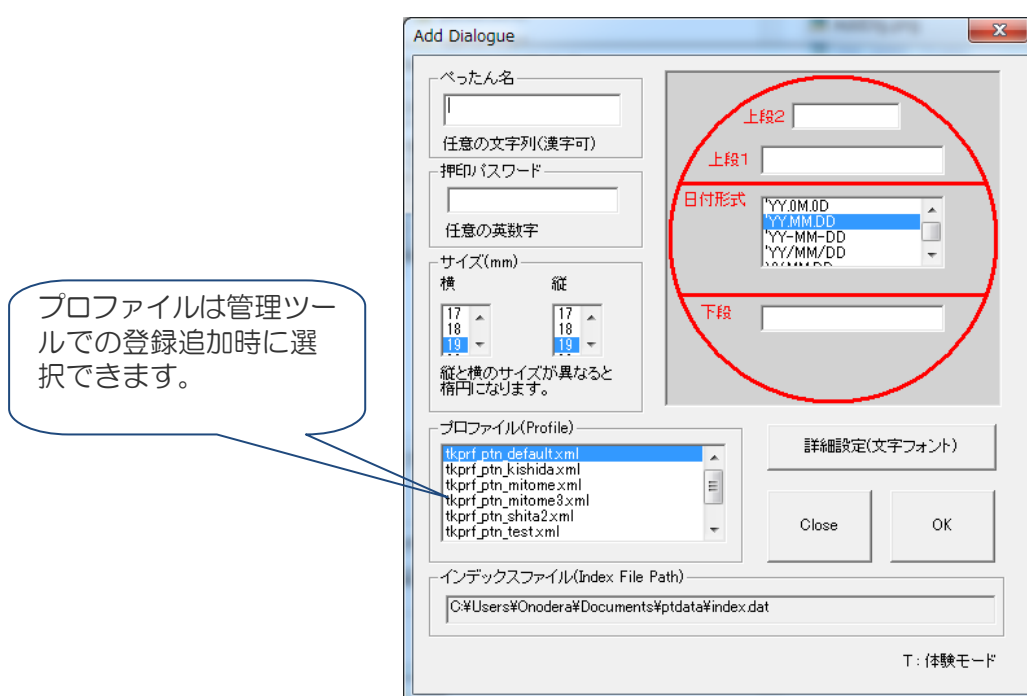 Add Dialogue
ぺったん名
任意の文字列(漢字可)
押印パスワード
任意の英数字
サイズ(mm)
横 縦
17 17
18 18
19 19
縦と横のサイズが異なると
楕円になります。
上段2
上段1
日付形式
'YY.0M.0D
'YY.MM.DD
'YY-MM-DD
'YY/MM/DD
下段
プロファイルは管理ツー
ルでの登録追加時に選
択できます。
プロファイル(Profile)
tkprf_ptn_default.xml
tkprf_ptn_kishida.xml
tkprf_ptn_mitome.xml
tkprf_ptn_mitome3.xml
tkprf_ptn_shita2.xml
tkprf_ptn_test.xml
詳細設定(文字フォント)
Close
OK
インデックスファイル(Index File Path)
C:¥Users¥Onodera¥Documents¥ptdata¥index.dat
T : 体験モード